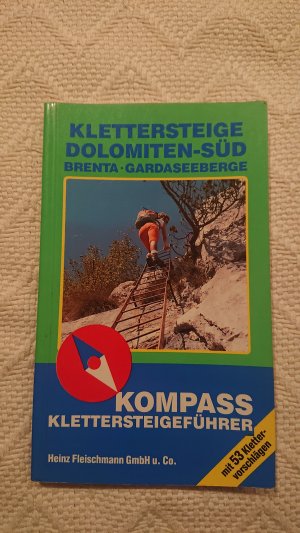 KLETTERSTEIGE
DOLOMITEN-SÜD
BRENTA · GARDASEEBERGE
KOMPASS
KLETTERSTEIGEFÜHRER
Heinz Fleischmann GmbH u. Co.
mit 53 Kletter-
vorschlägen